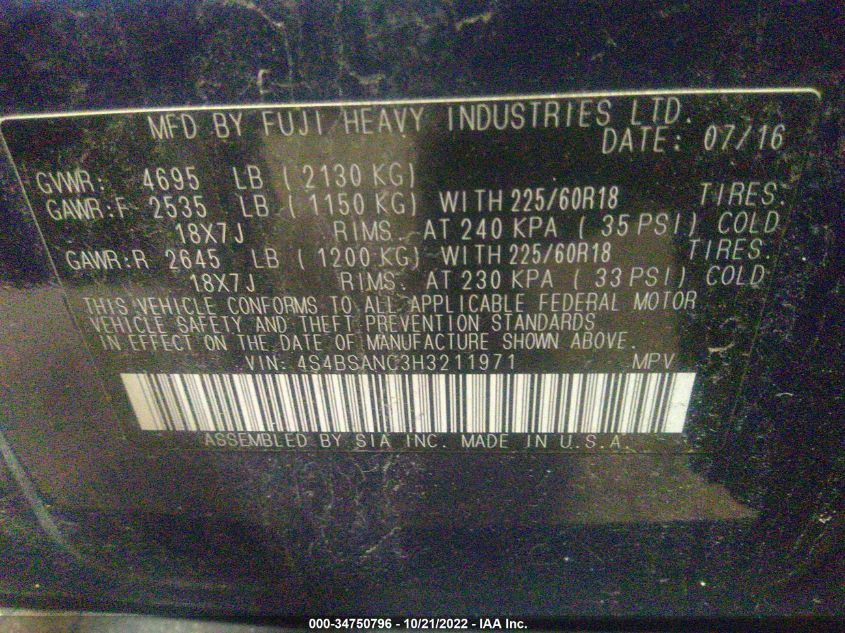 MFD BY FUJI HEAVY INDUSTRIES LTD.
DATE: 07/16
GVWR: 4695 LB ( 2130 KG)
GAWR:F 2535 LB ( 1150 KG) WITH 225/60R18 TIRES:
18X7J RIMS. AT 240 KPA ( 35 PSI) COLD
GAWR:R 2645 LB ( 1200 KG) WITH 225/60R18 TIRES:
18X7J RIMS. AT 230 KPA ( 33 PSI) COLD
THIS VEHICLE CONFORMS TO ALL APPLICABLE FEDERAL MOTOR
VEHICLE SAFETY AND THEFT PREVENTION STANDARDS
IN EFFECT ON THE DATE OF MANUFACTURE SHOWN ABOVE.
VIN: 4S4BSANC3H3211971 MPV
ASSEMBLED BY SIA INC. MADE IN U.S.A.
000-34750796 - 10/21/2022 - IAA Inc.